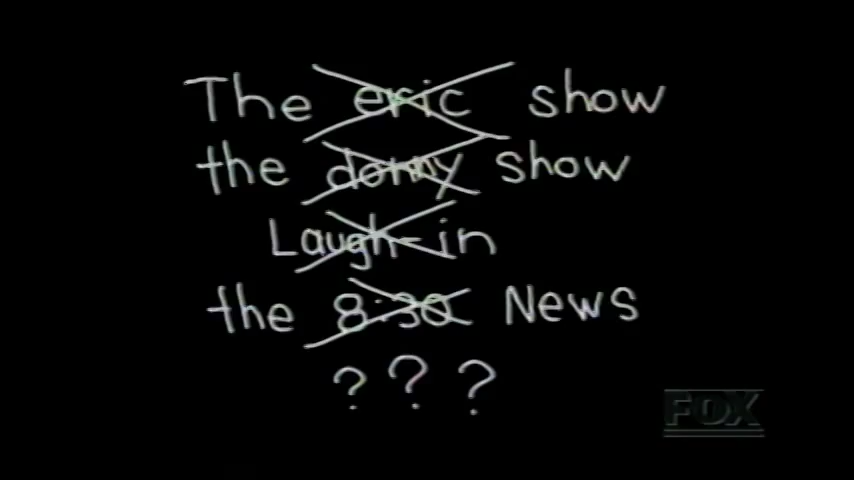 The eric show
the donny show
Laugh-in
the 8:30 News
? ? ?
FOX